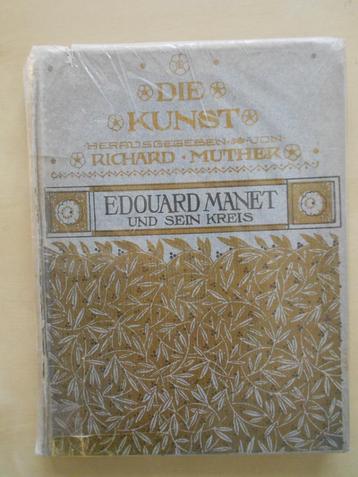 DIE
KUNST
HERAUSGEGEBEN VON
RICHARD · MUTHER
EDOUARD MANET
UND SEIN KREIS